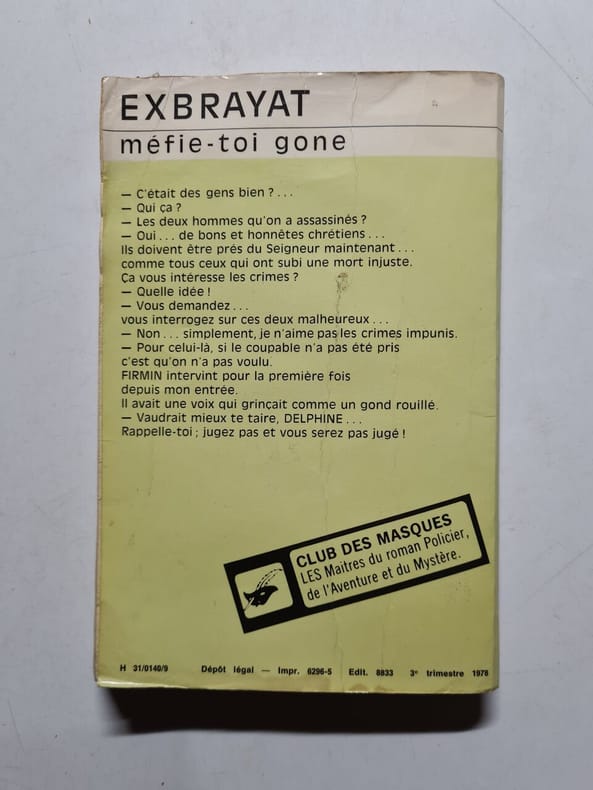 EXBRAYAT
méfie-toi gone
— C'était des gens bien ? ...
— Qui ça ?
— Les deux hommes qu'on a assassinés ?
— Oui ... de bons et honnêtes chrétiens ...
Ils doivent être prés du Seigneur maintenant ...
comme tous ceux qui ont subi une mort injuste.
Ça vous intéresse les crimes ?
— Quelle idée !
— Vous demandez ...
vous interrogez sur ces deux malheureux ...
— Non ... simplement, je n'aime pas les crimes impunis.
— Pour celui-là, si le coupable n'a pas été pris
c'est qu'on n'a pas voulu.
FIRMIN intervint pour la première fois
depuis mon entrée.
Il avait une voix qui grinçait comme un gond rouillé.
— Vaudrait mieux te taire, DELPHINE ...
Rappelle-toi ; jugez pas et vous serez pas jugé !
CLUB DES MASQUES
LES Maitres du roman Policier,
de l'Aventure et du Mystère.
H 31/0140/9 Dépôt légal — Impr. 6296-5 Edit. 8833 3e trimestre 1978